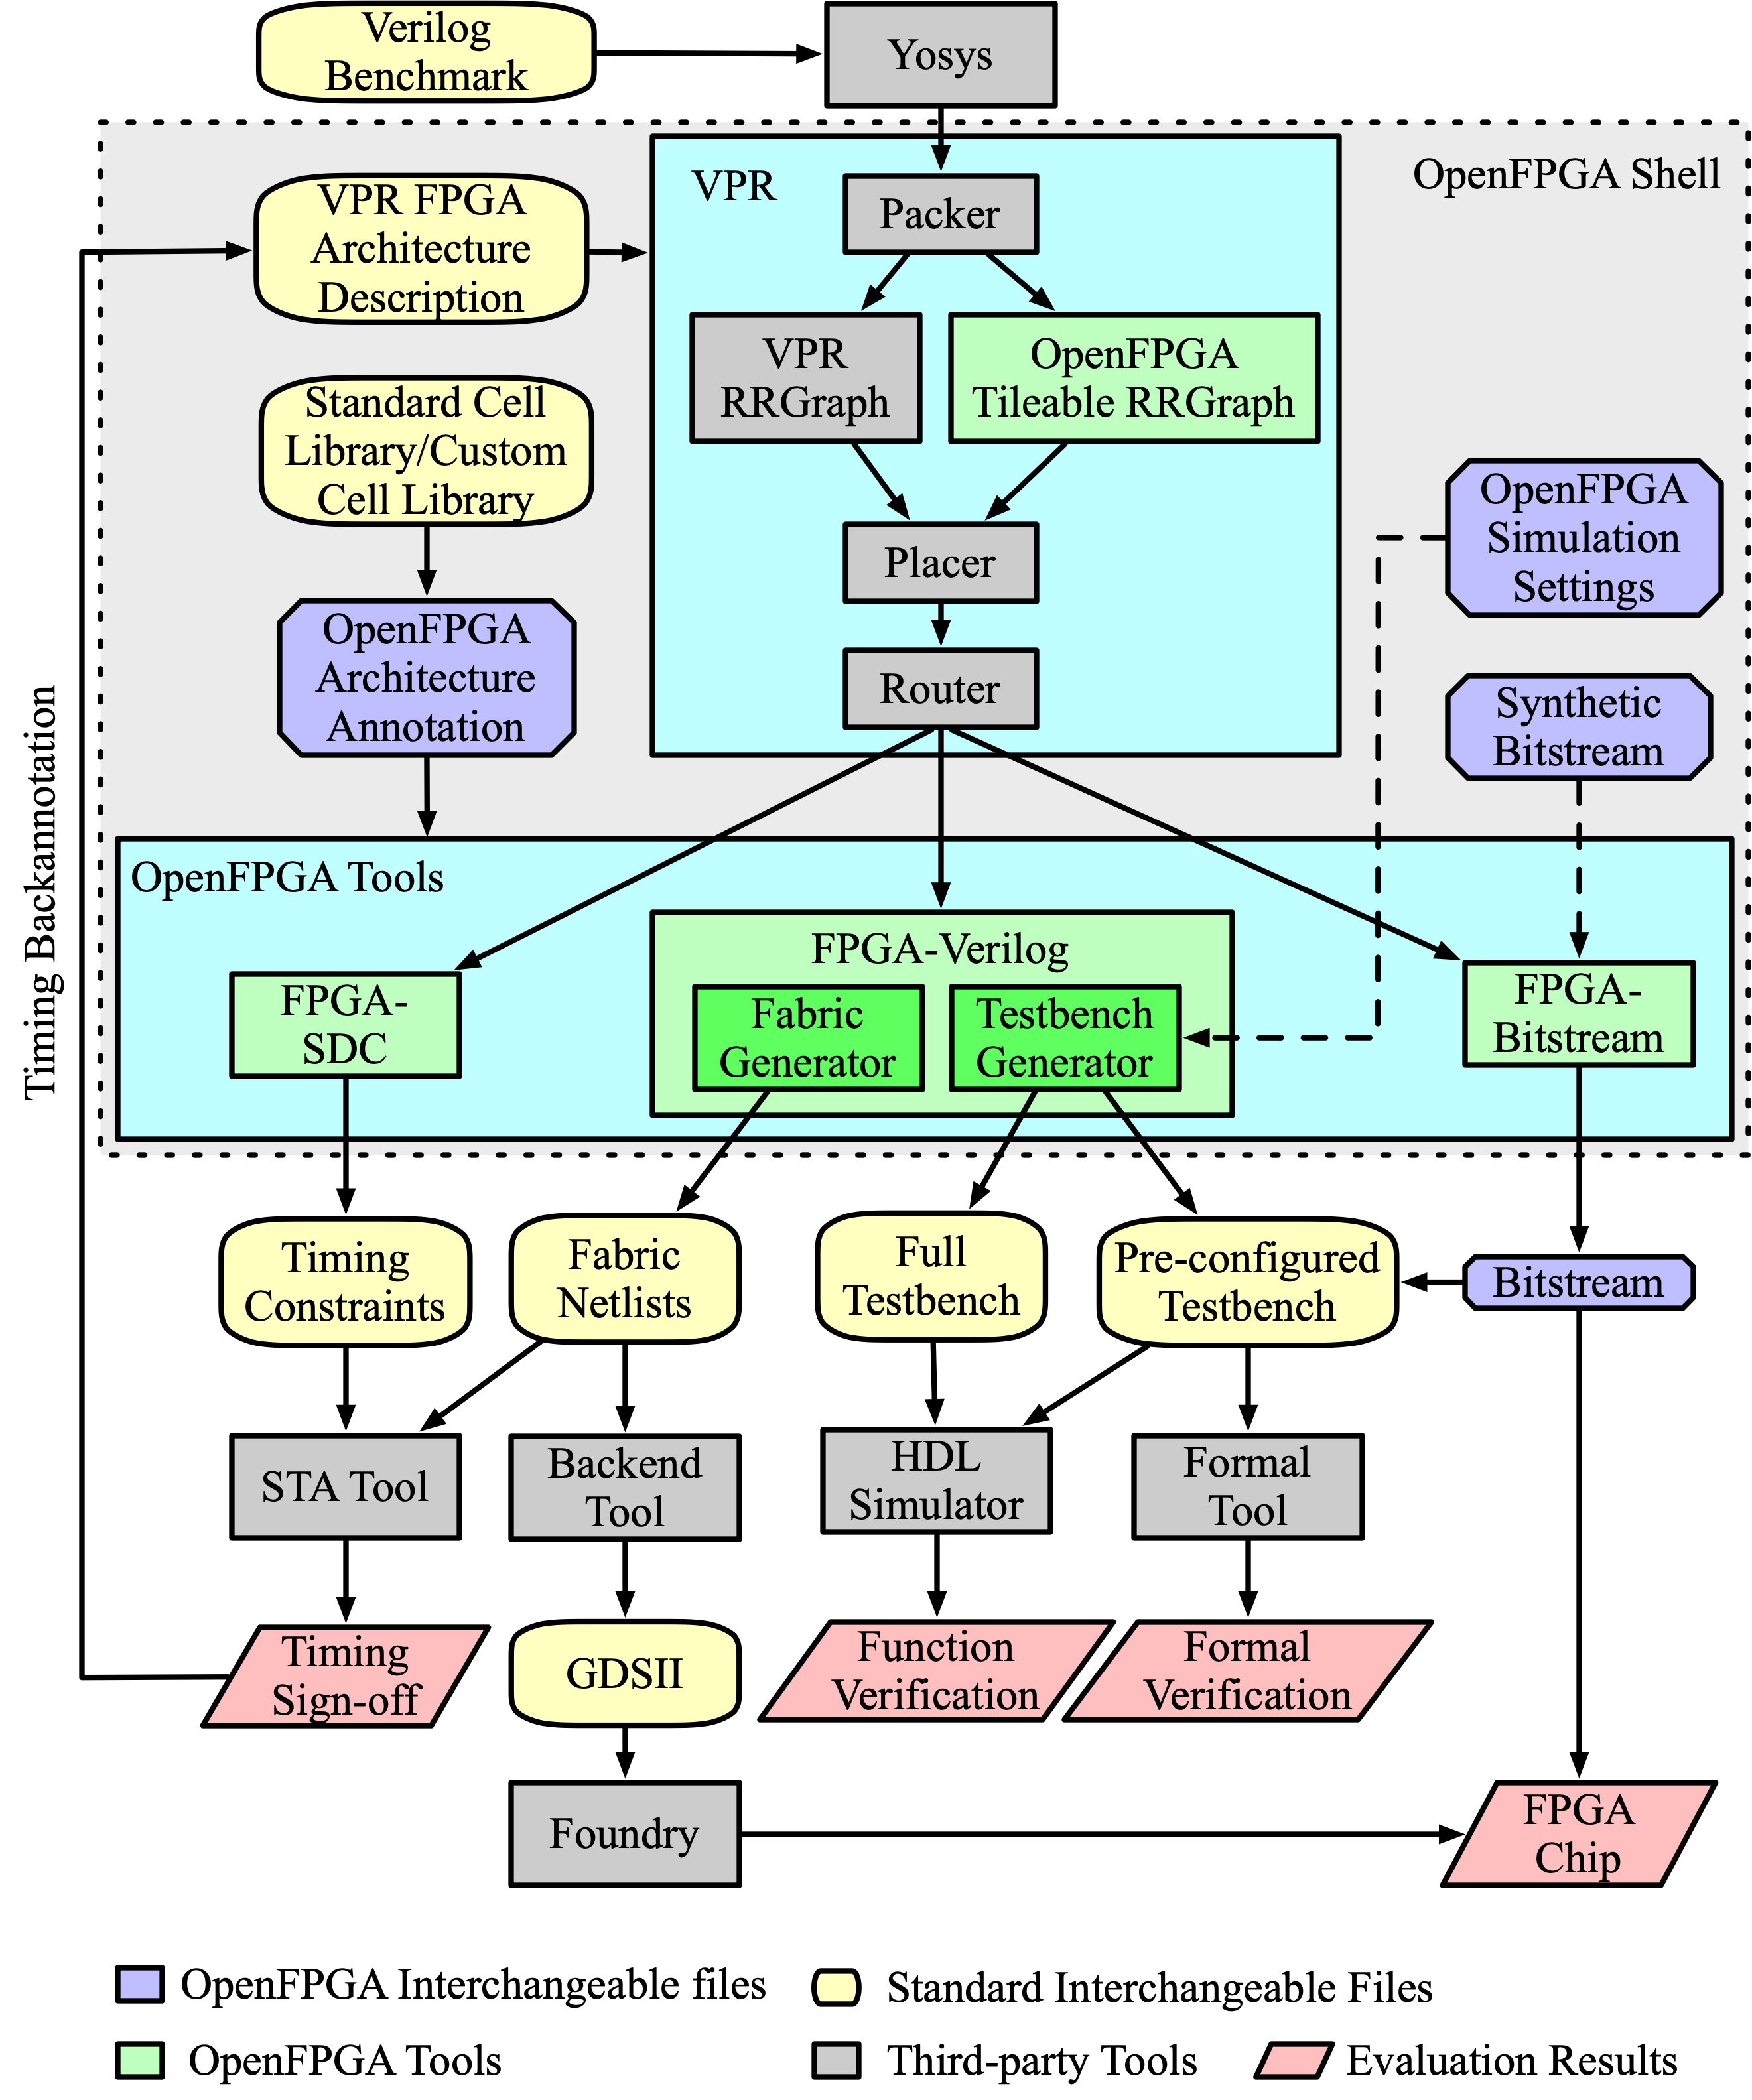 Verilog
Benchmark
Yosys
OpenFPGA Shell
VPR
Packer
VPR FPGA
Architecture
Description
VPR
RRGraph
OpenFPGA
Tileable RRGraph
Standard Cell
Library/Custom
Cell Library
OpenFPGA
Simulation
Settings
Placer
OpenFPGA
Architecture
Annotation
Router
Synthetic
Bitstream
Timing Backannotation
OpenFPGA Tools
FPGA-Verilog
FPGA-
SDC
Fabric
Generator
Testbench
Generator
FPGA-
Bitstream
Timing
Constraints
Fabric
Netlists
Full
Testbench
Pre-configured
Testbench
Bitstream
STA Tool
Backend
Tool
HDL
Simulator
Formal
Tool
Timing
Sign-off
GDSII
Function
Verification
Formal
Verification
Foundry
FPGA
Chip
OpenFPGA Interchangeable files
Standard Interchangeable Files
OpenFPGA Tools
Third-party Tools
Evaluation Results